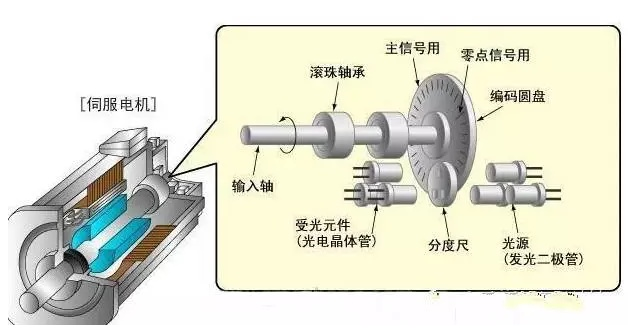 主信号用
零点信号用
滚珠轴承
编码圆盘
[伺服电机]
输入轴
受光元件
(光电晶体管)
分度尺
光源
(发光二极管)